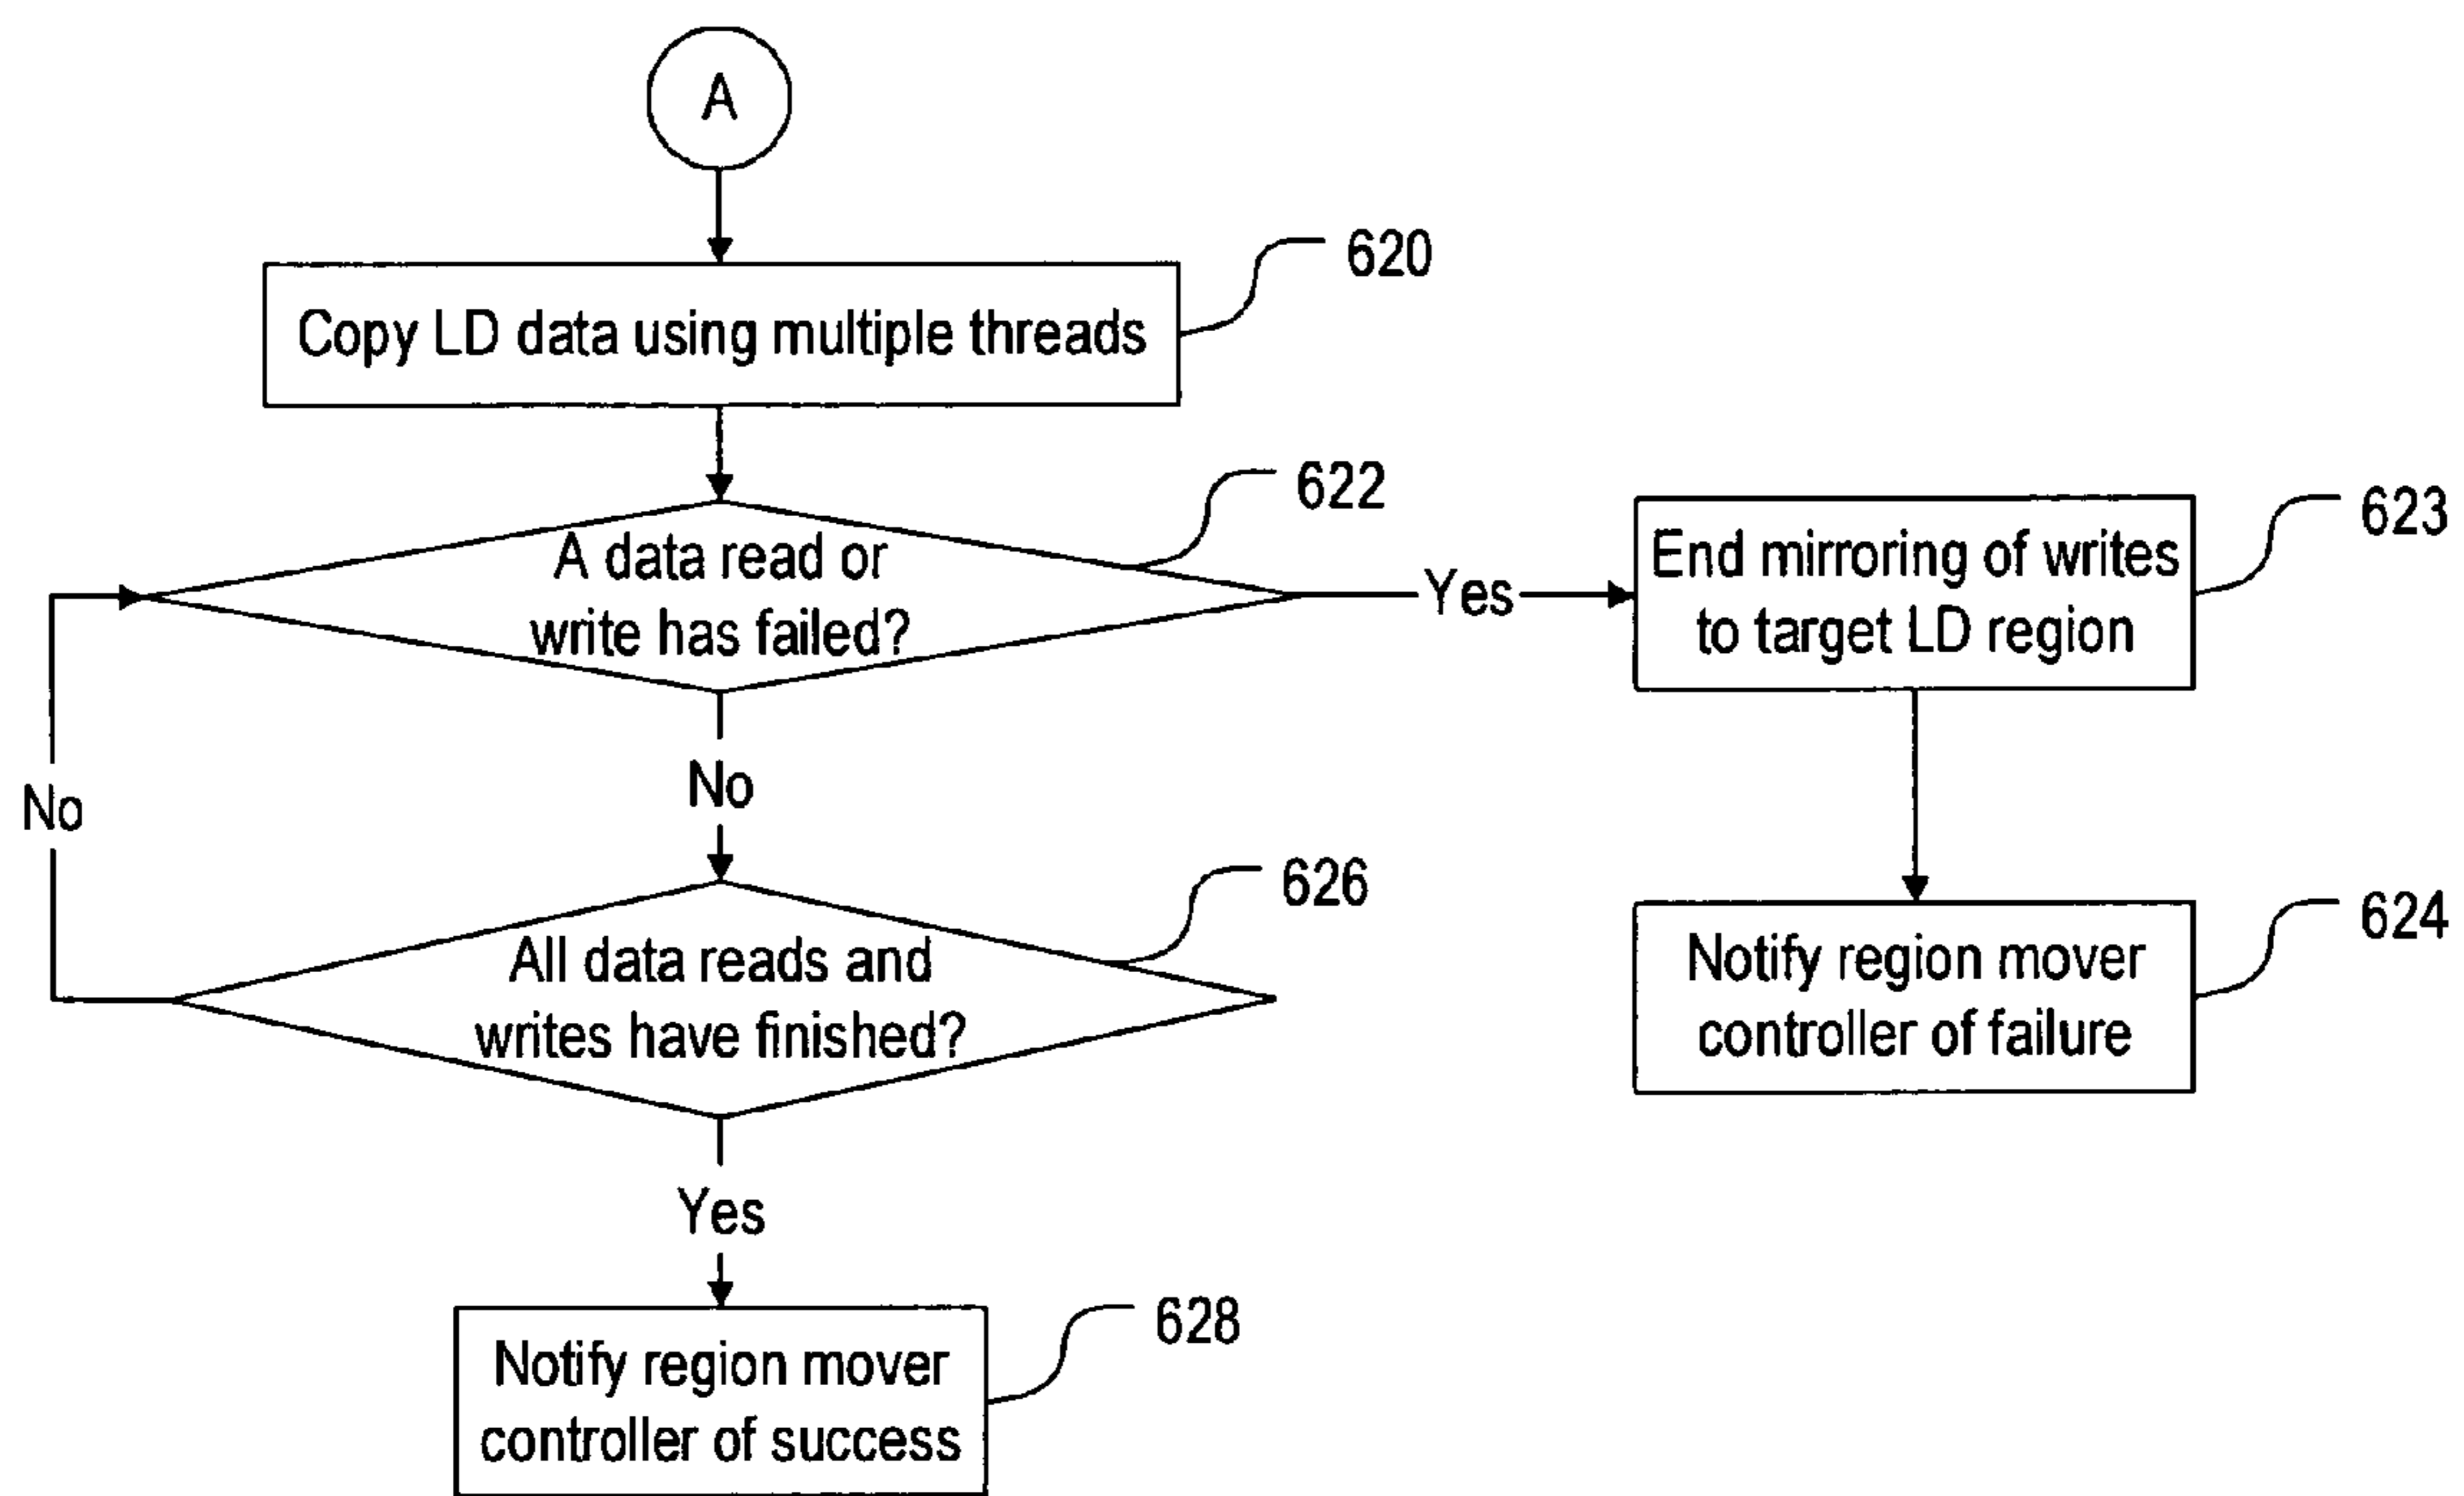 A
620
Copy LD data using multiple threads
622
A data read or
write has failed?
Yes
623
End mirroring of writes
to target LD region
No
No
626
All data reads and
writes have finished?
624
Notify region mover
controller of failure
Yes
628
Notify region mover
controller of success